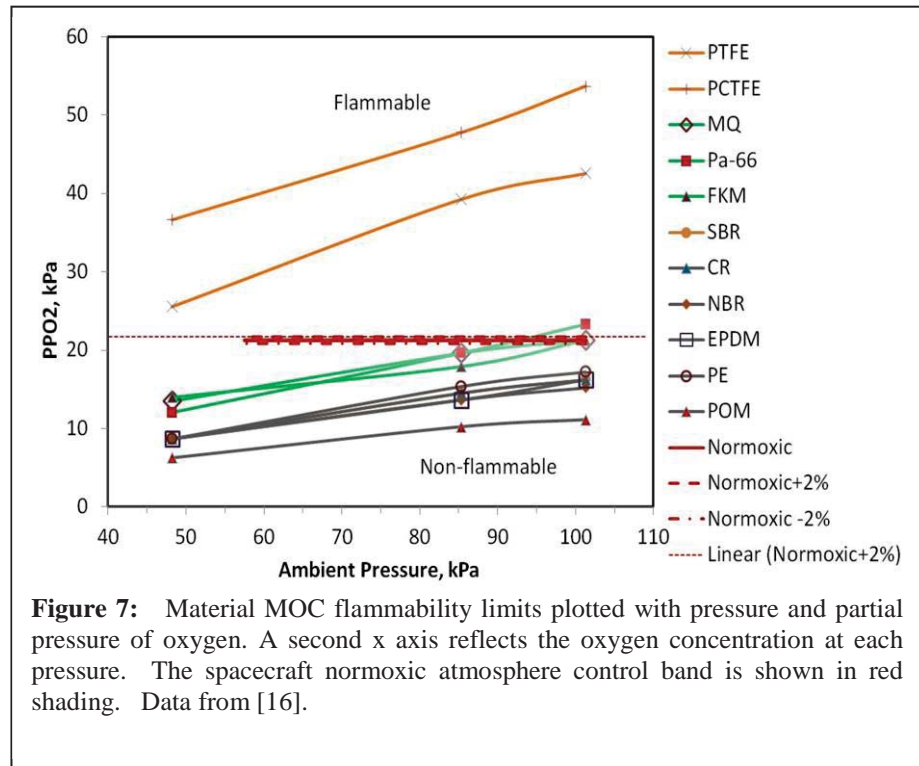 60
50
40
30
20
10
0
PPO2, kPa
Flammable
Non-flammable
40 50 60 70 80 90 100 110
Ambient Pressure, kPa
PTFE
PCTFE
MQ
Pa-66
FKM
SBR
CR
NBR
EPDM
PE
POM
Normoxic
Normoxic+2%
Normoxic -2%
Linear (Normoxic+2%)
Figure 7: Material MOC flammability limits plotted with pressure and partial
pressure of oxygen. A second x axis reflects the oxygen concentration at each
pressure. The spacecraft normoxic atmosphere control band is shown in red
shading. Data from [16].